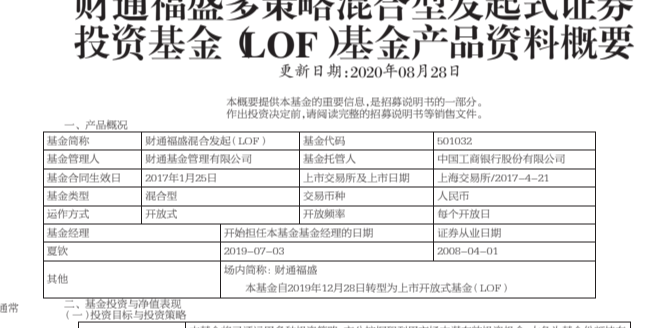 财通福盛多策略混合型发起式证券
投资基金(LOF)基金产品资料概要
更新日期:2020年08月28日
本概要提供本基金的重要信息,是招募说明书的一部分。
作出投资决定前,请阅读完整的招募说明书等销售文件。
一、产品概况
基金简称 财通福盛混合发起(LOF) 基金代码 501032
基金管理人 财通基金管理有限公司 基金托管人 中国工商银行股份有限公司
基金合同生效日 2017年1月25日 上市交易所及上市日期 上海交易所/2017-4-21
基金类型 混合型 交易币种 人民币
运作方式 开放式 开放频率 每个开放日
基金经理 开始担任本基金基金经理的日期 证券从业日期
夏钦 2019-07-03 2008-04-01
其他 场内简称: 财通福盛
本基金自2019年12月28日转型为上市开放式基金(LOF)
通常
二、基金投资与净值表现
(一)投资目标与投资策略